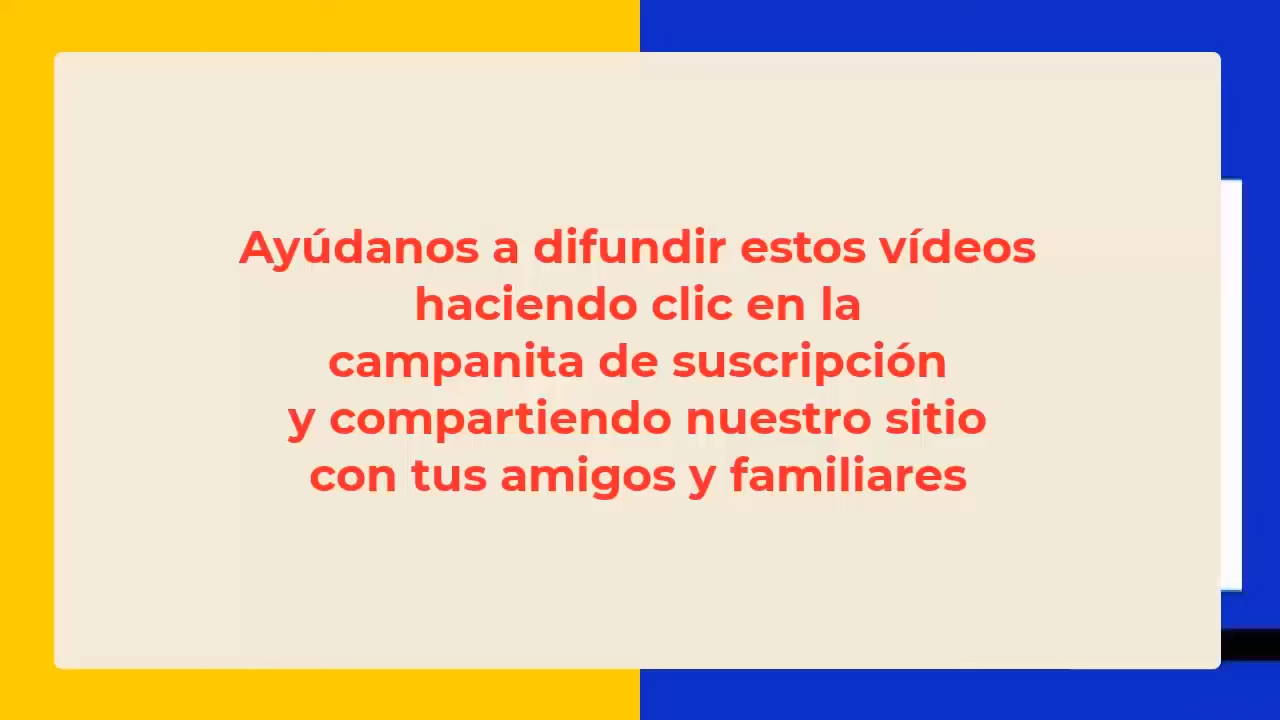 Ayúdanos a difundir estos vídeos
haciendo clic en la
campanita de suscripción
y compartiendo nuestro sitio
con tus amigos y familiares